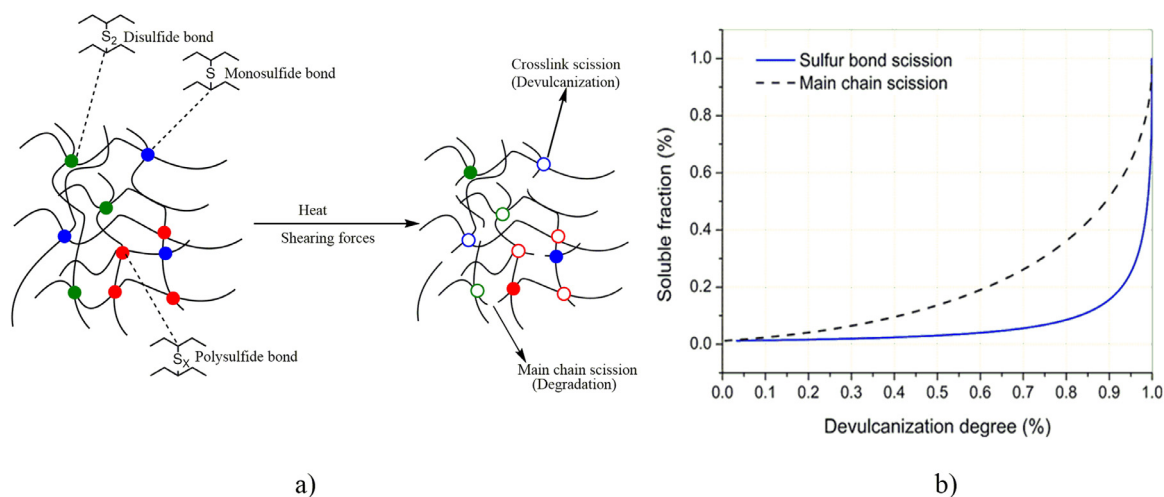 S2 Disulfide bond
S Monosulfide bond
Crosslink scission
(Devulcanization)
Heat
Shearing forces
SX Polysulfide bond
Main chain scission
(Degradation)
a)
Sulfur bond scission
Main chain scission
Soluble fraction (%)
1.0
0.8
0.6
0.4
0.2
0.0
0.0 0.1 0.2 0.3 0.4 0.5 0.6 0.7 0.8 0.9 1.0
Devulcanization degree (%)
b)